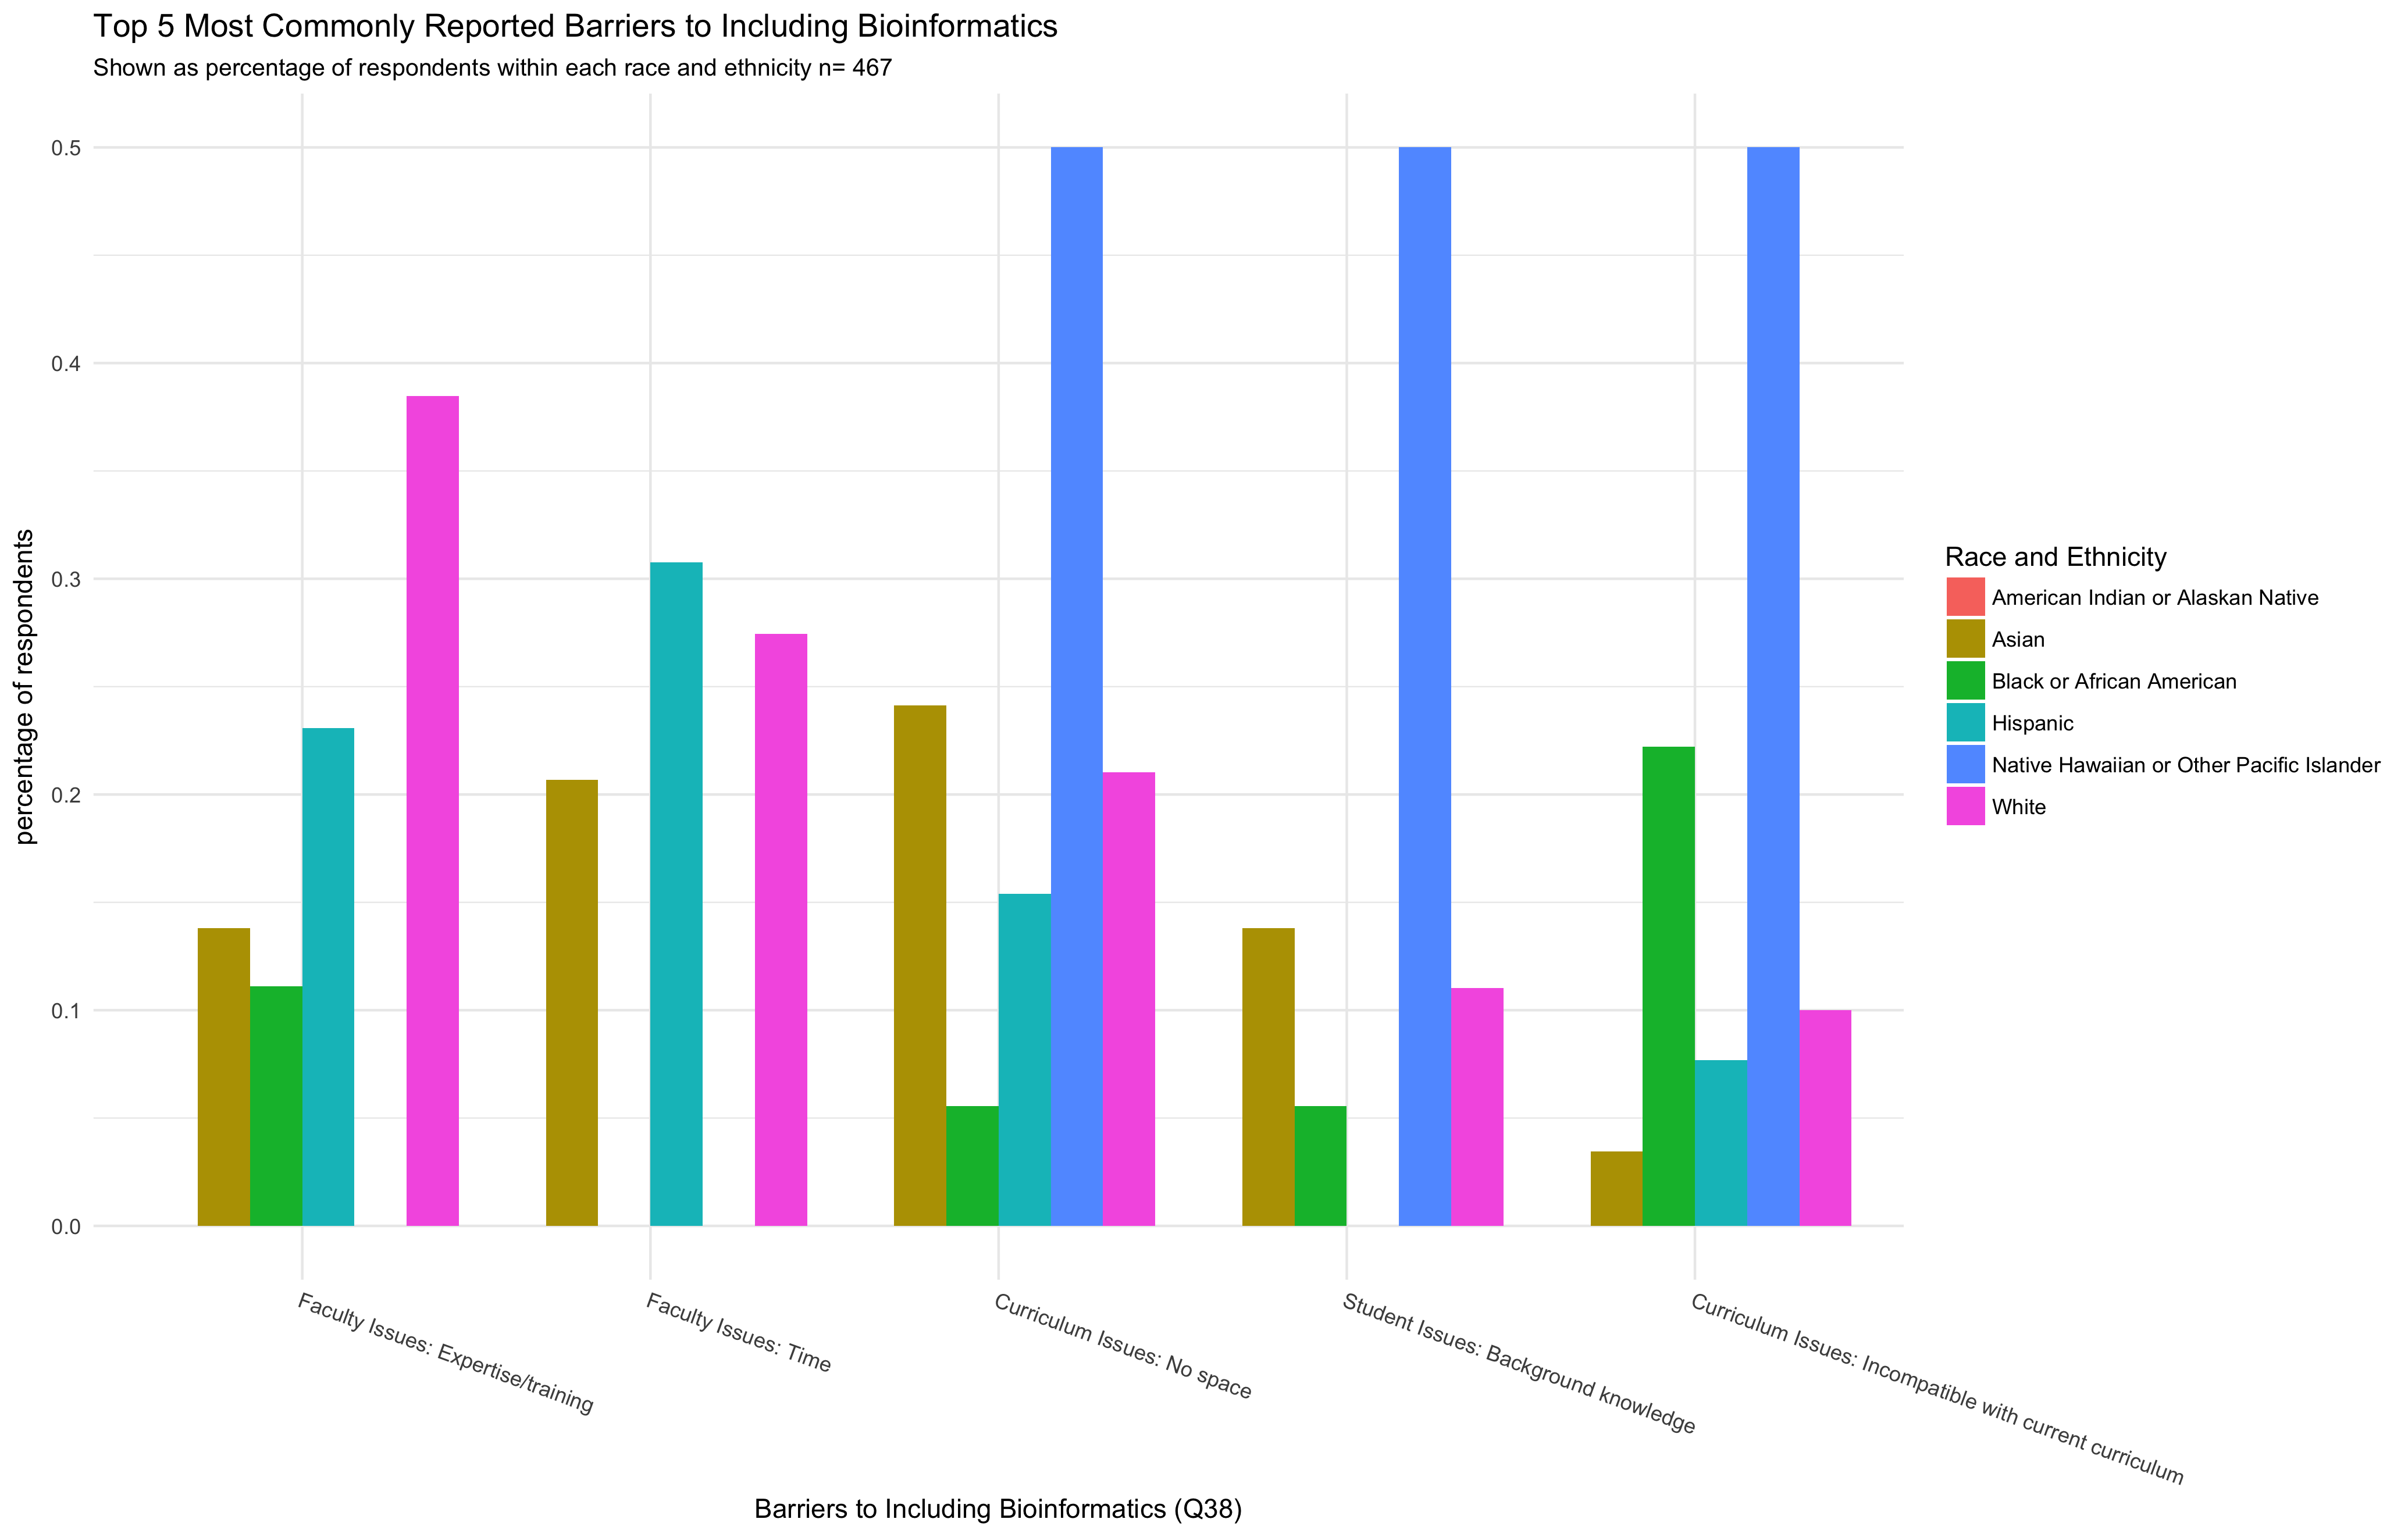 Top 5 Most Commonly Reported Barriers to Including Bioinformatics
Shown as percentage of respondents within each race and ethnicity n= 467
percentage of respondents
0.5
0.4
0.3
0.2
0.1
0.0
Faculty Issues: Expertise/training
Faculty Issues: Time
Curriculum Issues: No space
Student Issues: Background knowledge
Curriculum Issues: Incompatible with current curriculum
Barriers to Including Bioinformatics (Q38)
Race and Ethnicity
American Indian or Alaskan Native
Asian
Black or African American
Hispanic
Native Hawaiian or Other Pacific Islander
White